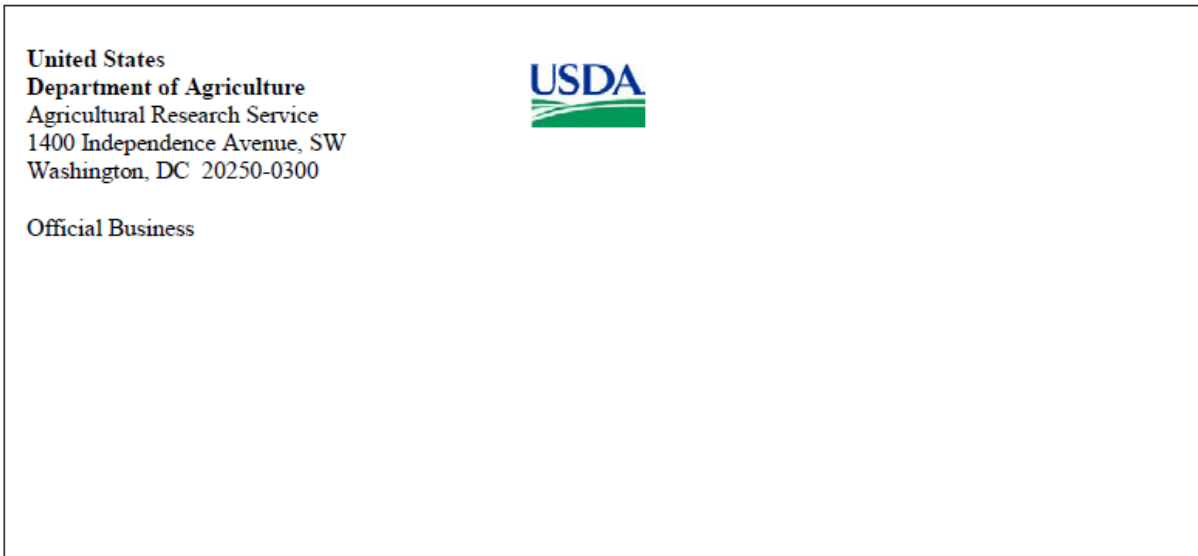 United States
Department of Agriculture
Agricultural Research Service
1400 Independence Avenue, SW
Washington, DC  20250-0300
Official Business
USDA